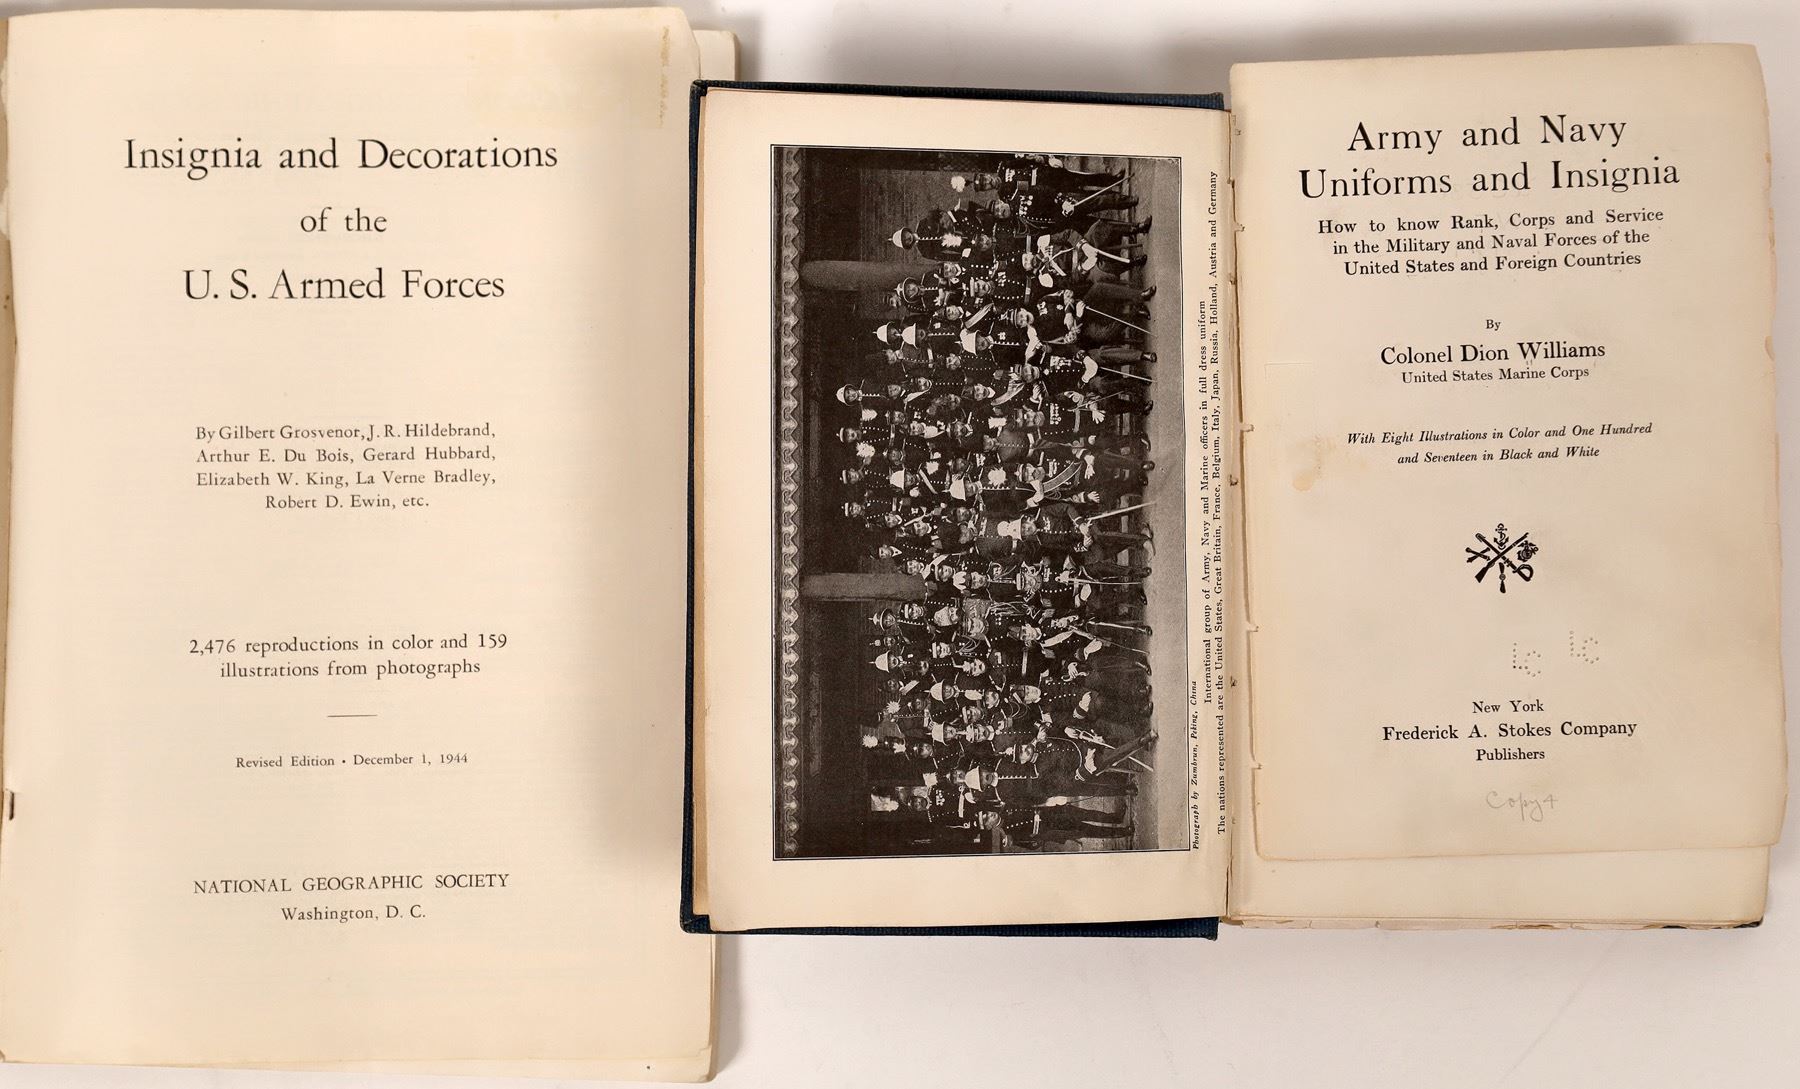 Insignia and Decorations
of the
U. S. Armed Forces
By Gilbert Grosvenor, J. R. Hildebrand,
Arthur E. Du Bois, Gerard Hubbard,
Elizabeth W. King, La Verne Bradley,
Robert D. Ewin, etc.
2,476 reproductions in color and 159
illustrations from photographs
Revised Edition • December 1, 1944
NATIONAL GEOGRAPHIC SOCIETY
Washington, D. C.
Photograph by Zumbrun, Peking, China
International group of Army, Navy and Marine officers in full dress uniform
The nations represented are the United States, Great Britain, France, Belgium, Italy, Japan, Russia, Holland, Austria and Germany
Army and Navy
Uniforms and Insignia
How to know Rank, Corps and Service
in the Military and Naval Forces of the
United States and Foreign Countries
By
Colonel Dion Williams
United States Marine Corps
With Eight Illustrations in Color and One Hundred
and Seventeen in Black and White
LC LC
New York
Frederick A. Stokes Company
Publishers
Copy 4